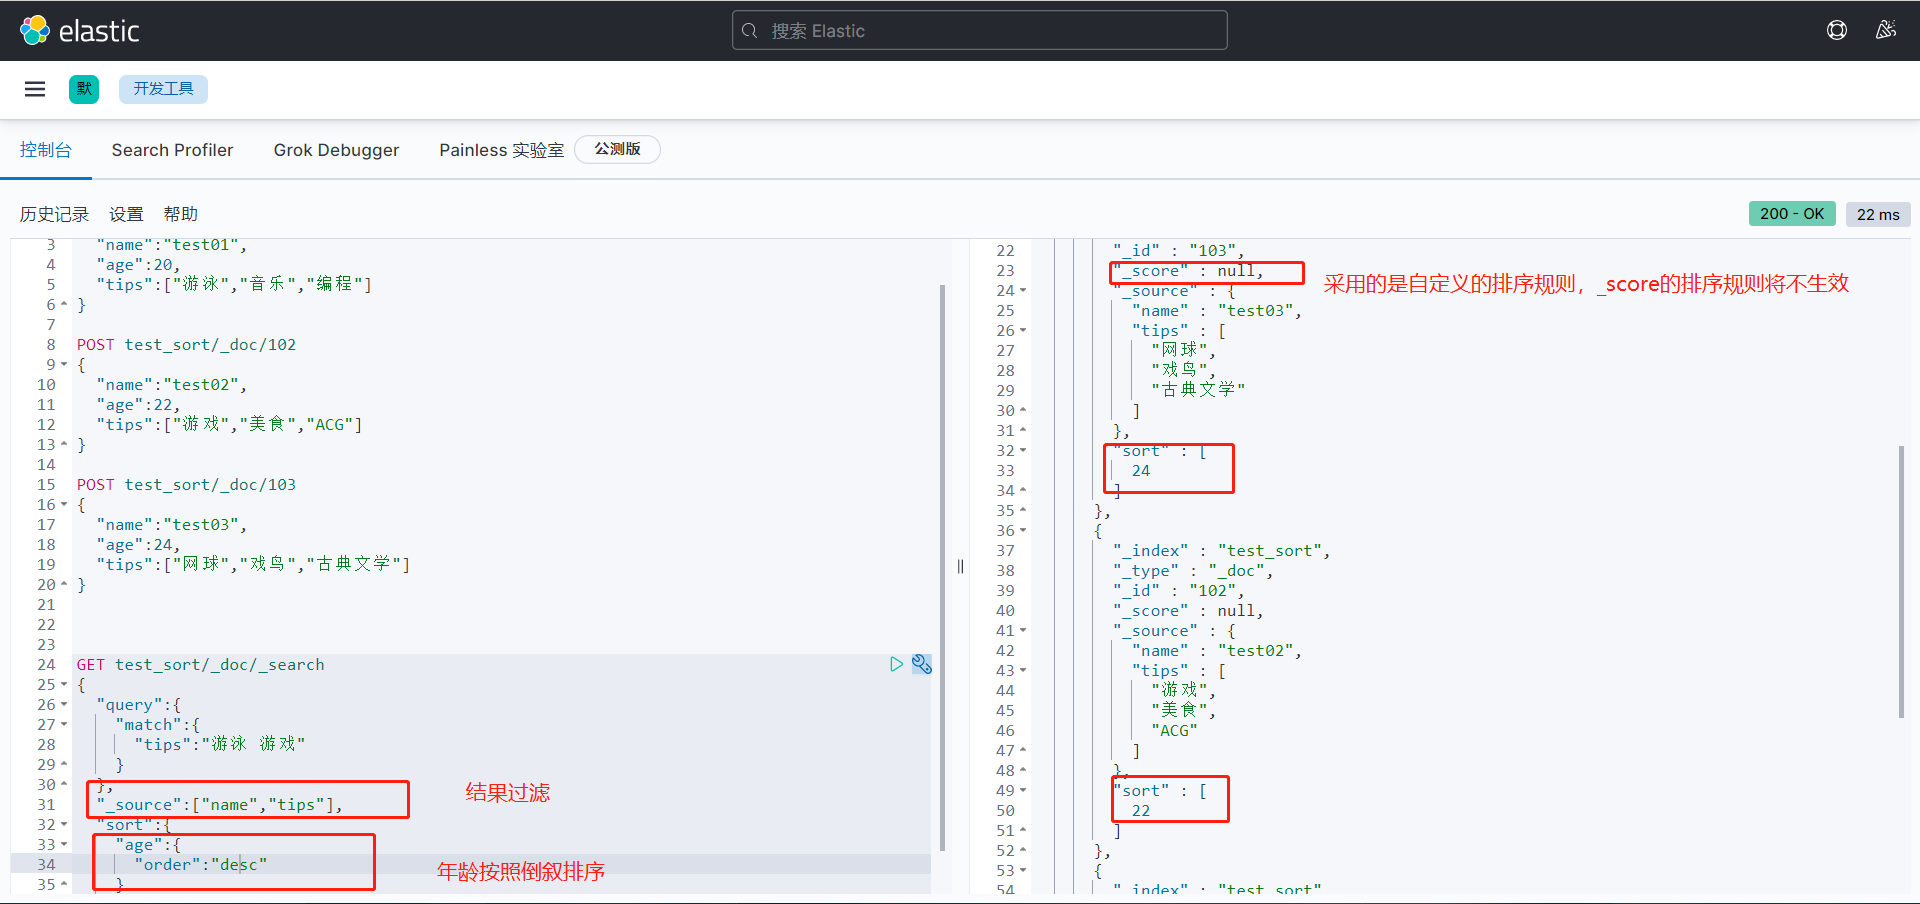 elastic
搜索 Elastic
默
开发工具
控制台 Search Profiler Grok Debugger Painless 实验室 公测版
历史记录 设置 帮助
200 - OK 22 ms
3 "name":"test01",
4 "age":20,
5 "tips":["游泳","音乐","编程"]
6 }
7
8 POST test_sort/_doc/102
9 {
10 "name":"test02",
11 "age":22,
12 "tips":["游戏","美食","ACG"]
13 }
14
15 POST test_sort/_doc/103
16 {
17 "name":"test03",
18 "age":24,
19 "tips":["网球","戏鸟","古典文学"]
20 }
21
22
23
24 GET test_sort/_doc/_search
25 {
26 "query":{
27 "match":{
28 "tips":"游泳 游戏"
29 }
30 },
31 "_source":["name","tips"],
结果过滤
32 "sort":{
33 "age":{
34 "order":"desc"
年龄按照倒叙排序
35 }
22 "_id" : "103",
23 "_score" : null,
采用的是自定义的排序规则，_score的排序规则将不生效
24 "_source" : {
25 "name" : "test03",
26 "tips" : [
27 "网球",
28 "戏鸟",
29 "古典文学"
30 ]
31 },
32 "sort" : [
33 24
34 ]
35 },
36 {
37 "_index" : "test_sort",
38 "_type" : "_doc",
39 "_id" : "102",
40 "_score" : null,
41 "_source" : {
42 "name" : "test02",
43 "tips" : [
44 "游戏",
45 "美食",
46 "ACG"
47 ]
48 },
49 "sort" : [
50 22
51 ]
52 },
53 {
54 "_index" : "test_sort",